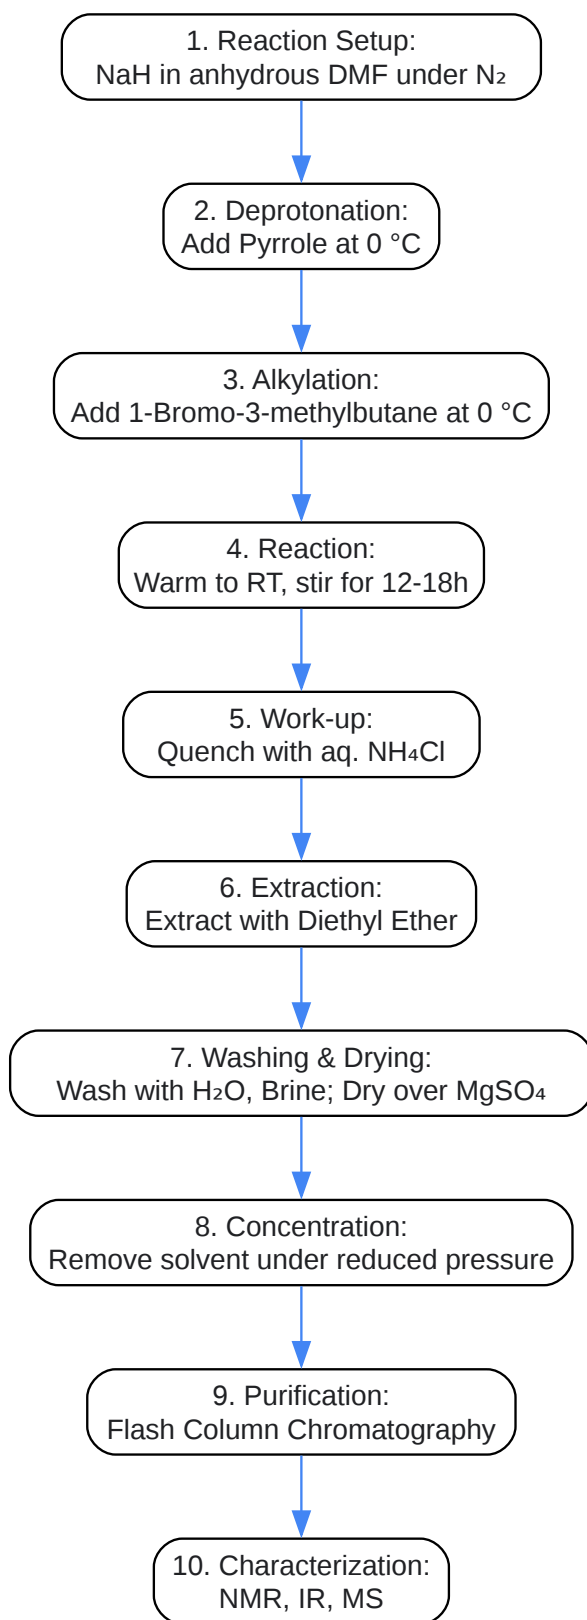 1. Reaction Setup:
NaH in anhydrous DMF under N₂
2. Deprotonation:
Add Pyrrole at 0 °C
3. Alkylation:
Add 1-Bromo-3-methylbutane at 0 °C
4. Reaction:
Warm to RT, stir for 12-18h
5. Work-up:
Quench with aq. NH₄Cl
6. Extraction:
Extract with Diethyl Ether
7. Washing & Drying:
Wash with H₂O, Brine; Dry over MgSO₄
8. Concentration:
Remove solvent under reduced pressure
9. Purification:
Flash Column Chromatography
10. Characterization:
NMR, IR, MS